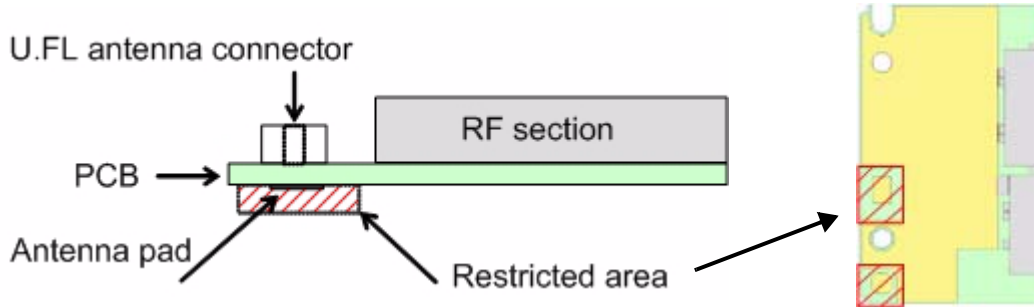 U.FL antenna connector
RF section
PCB
Antenna pad
Restricted area